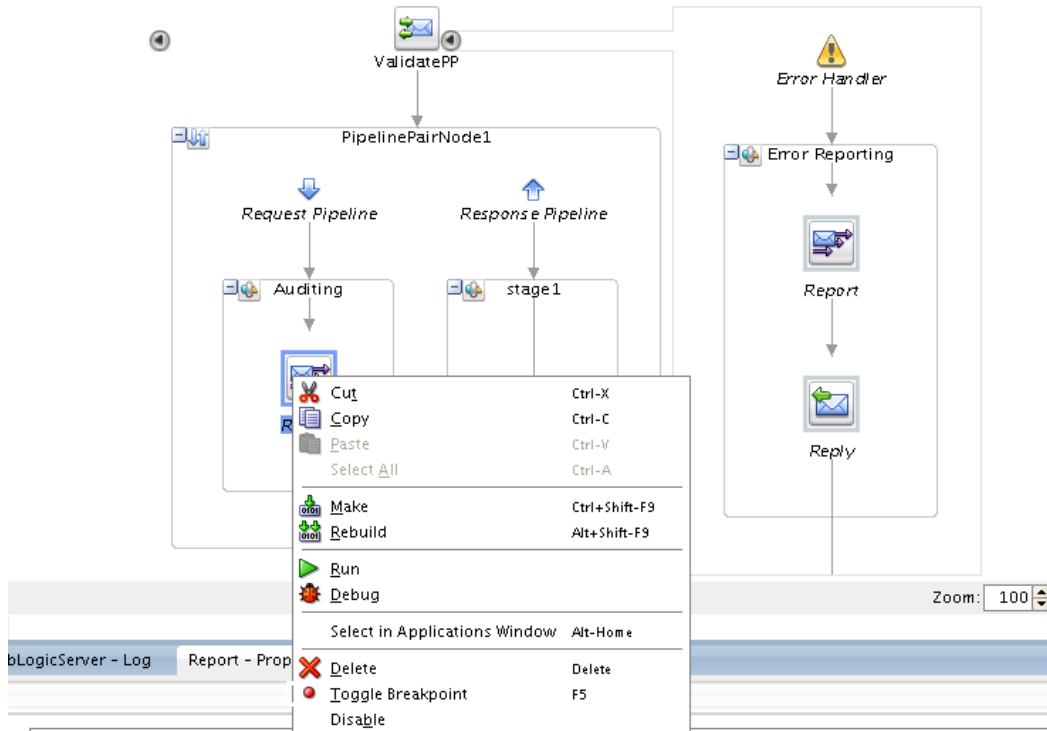 ValidatePP
Error Handler
PipelinePairNode1
Error Reporting
Request Pipeline
Response Pipeline
Auditing
stage1
Report
Reply
Cut Ctrl-X
Copy Ctrl-C
Paste Ctrl-V
Select All Ctrl-A
Make Ctrl+Shift-F9
Rebuild Alt+Shift-F9
Run
Debug
Select in Applications Window Alt-Home
Delete Delete
Toggle Breakpoint F5
Disable
Zoom: 100
bLogicServer - Log
Report - Prop